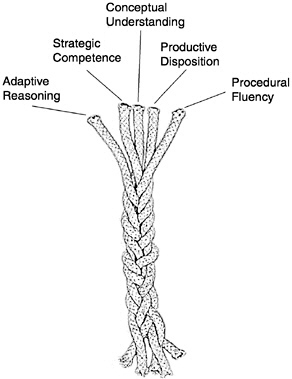 Conceptual
Understanding
Strategic
Competence
Productive
Disposition
Adaptive
Reasoning
Procedural
Fluency